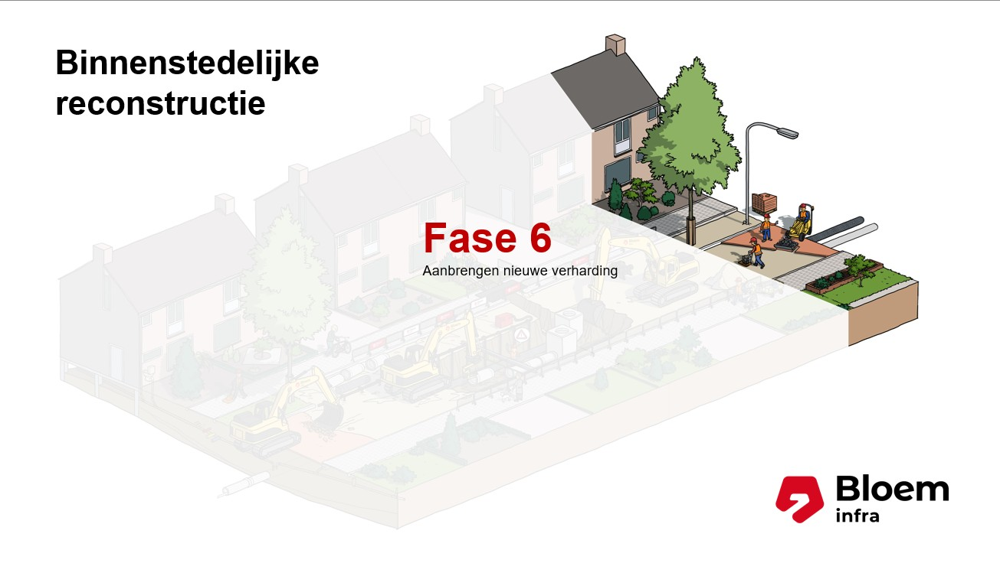 Binnenstedelijke
reconstructie
Fase 6
Aanbrengen nieuwe verharding
Bloem
infra